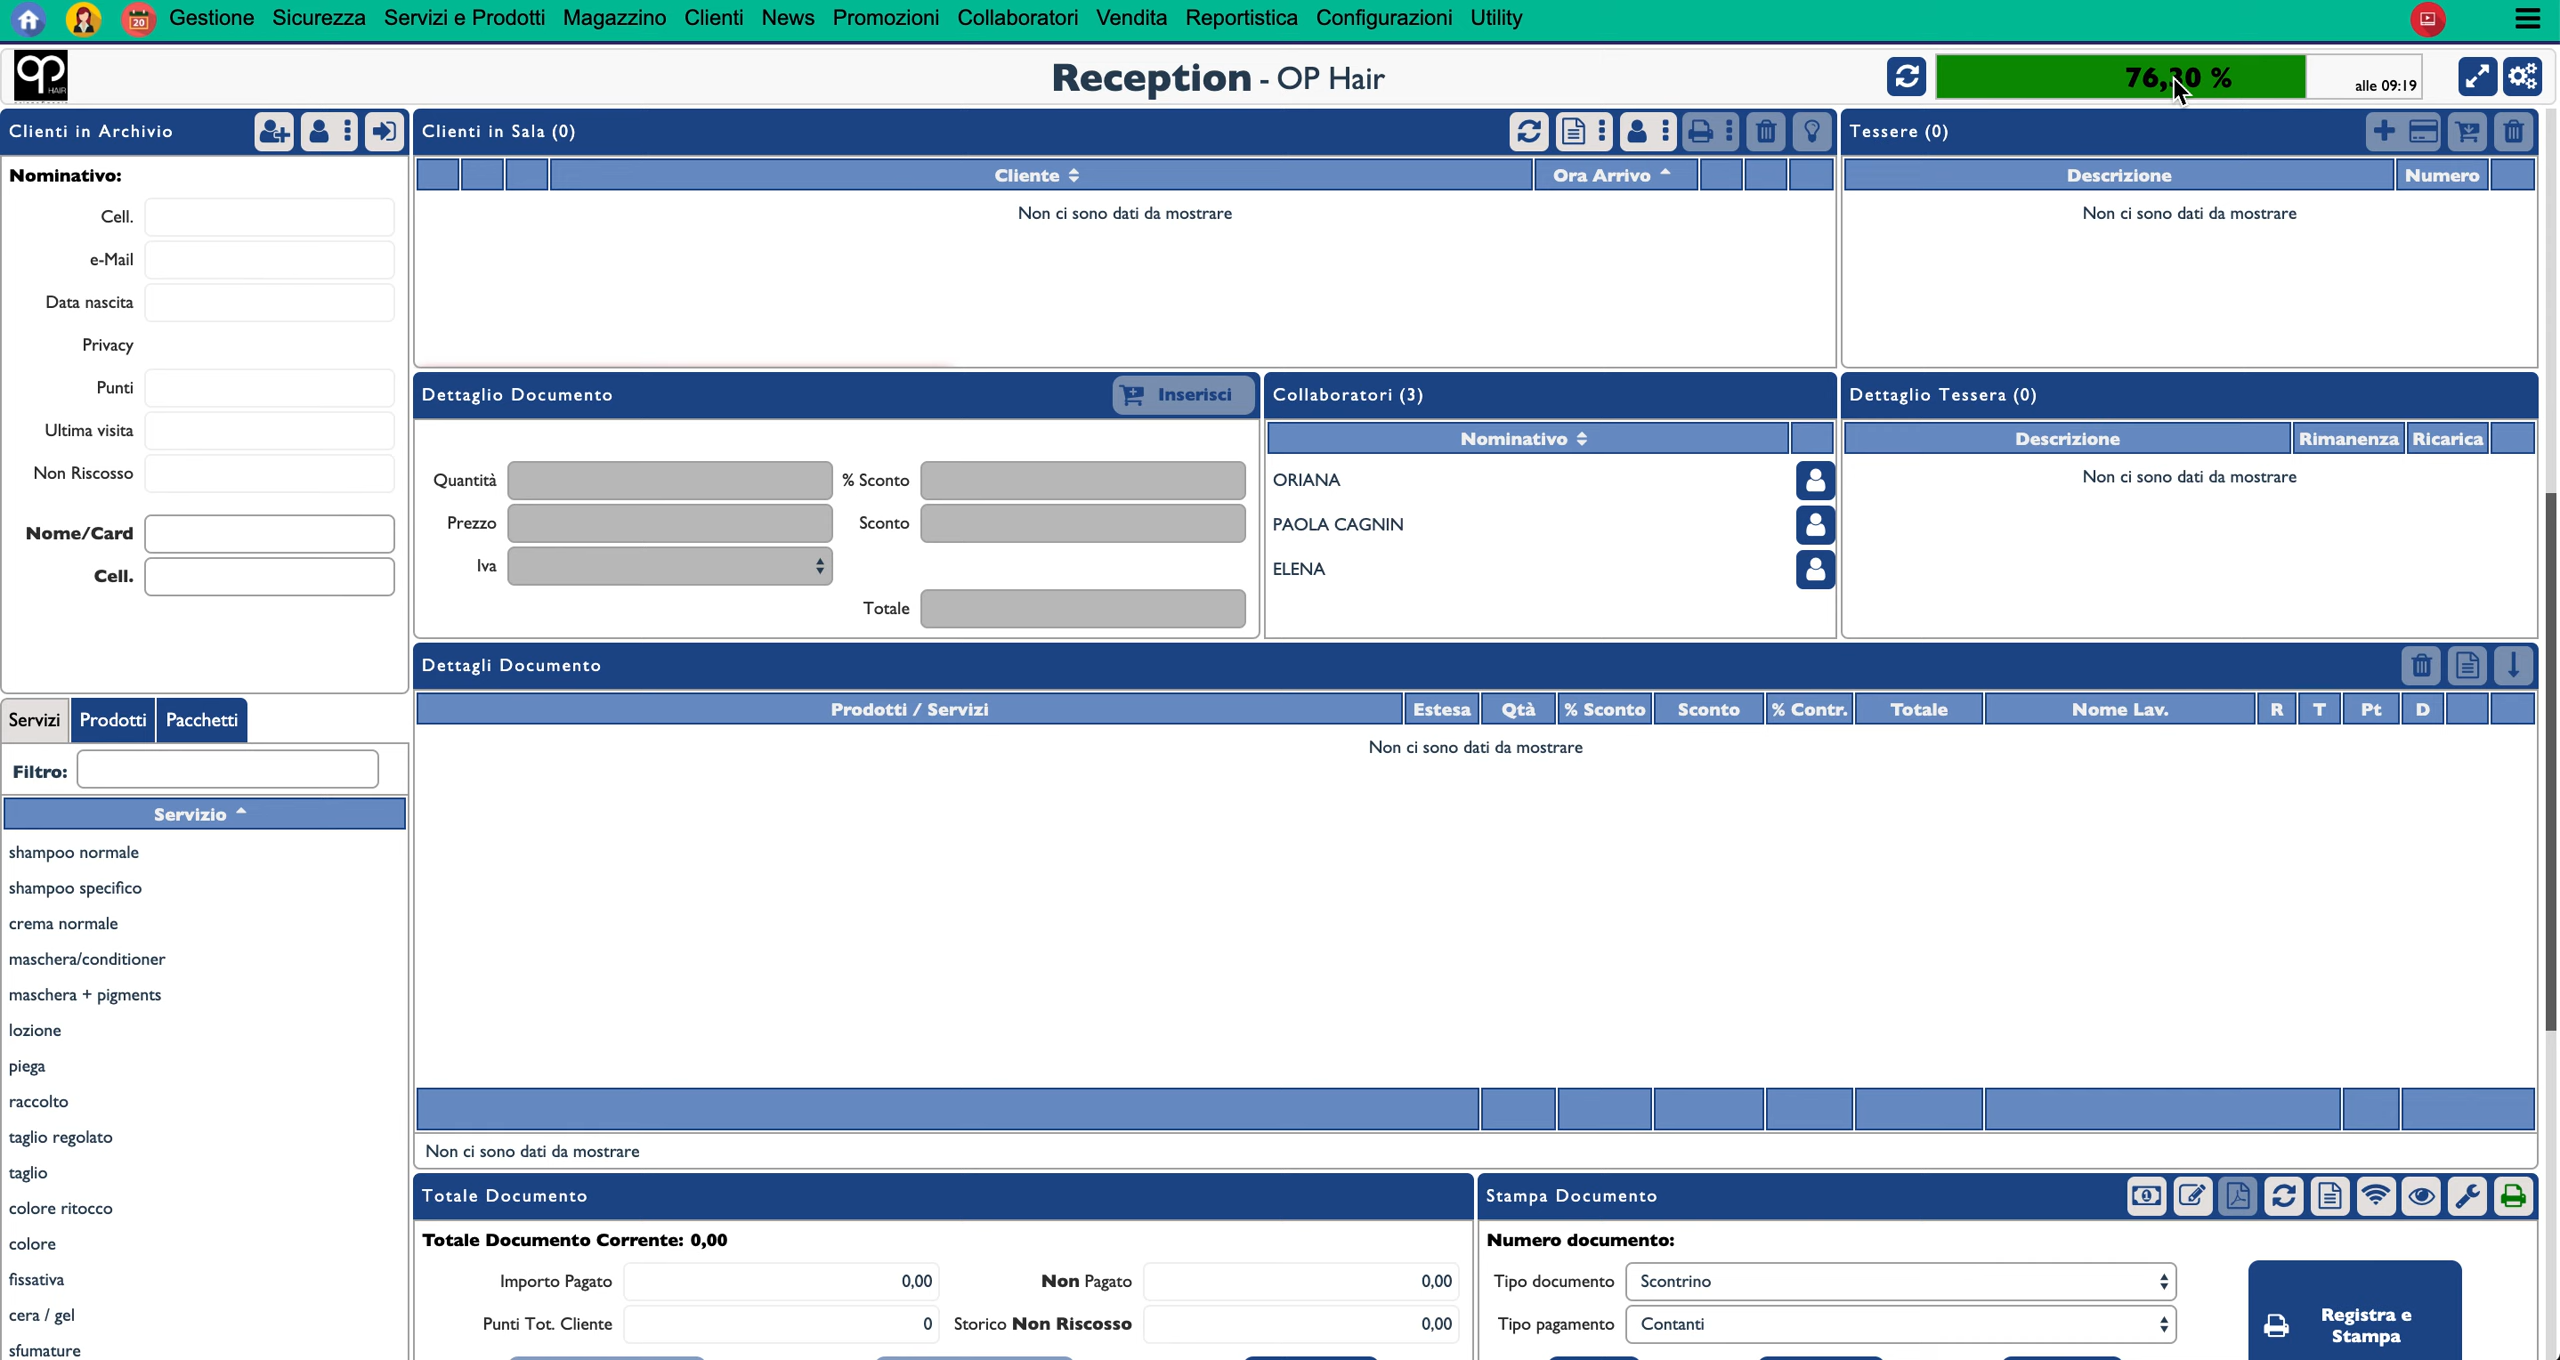 Gestione Sicurezza Servizi e Prodotti Magazzino Clienti News Promozioni Collaboratori Vendita Reportistica Configurazioni Utility
20
HAIR
Reception - OP Hair
76,30 %
alle 09:19
Clienti in Archivio
Nominativo:
Cell.
e-Mail
Data nascita
Privacy
Punti
Ultima visita
Non Riscosso
Nome/Card
Cell.
Clienti in Sala (0)
Cliente Ora Arrivo
Non ci sono dati da mostrare
Tessere (0)
Descrizione Numero
Non ci sono dati da mostrare
Dettaglio Documento Inserisci
Quantità % Sconto
Prezzo Sconto
Iva
Totale
Collaboratori (3)
Nominativo
ORIANA
PAOLA CAGNIN
ELENA
Dettaglio Tessera (0)
Descrizione Rimanenza Ricarica
Non ci sono dati da mostrare
Servizi Prodotti Pacchetti
Filtro:
Servizio
shampoo normale
shampoo specifico
crema normale
maschera/conditioner
maschera + pigments
lozione
piega
raccolto
taglio regolato
taglio
colore ritocco
colore
fissativa
cera / gel
sfumature
Dettagli Documento
Prodotti / Servizi Estesa Qtà % Sconto Sconto % Contr. Totale Nome Lav. R T Pt D
Non ci sono dati da mostrare
Non ci sono dati da mostrare
Totale Documento
Totale Documento Corrente: 0,00
Importo Pagato 0,00 Non Pagato 0,00
Punti Tot. Cliente 0 Storico Non Riscosso 0,00
Stampa Documento
Numero documento:
Tipo documento Scontrino
Tipo pagamento Contanti
Registra e
Stampa